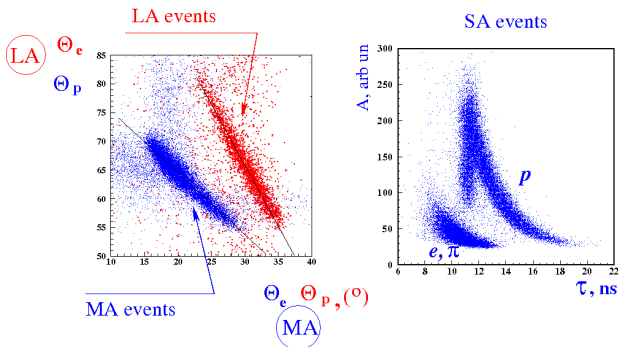 LA events
SA events
LA Θe
Θp
85
80
75
70
65
60
55
50
10 15 20 25 30 35 40
MA events
Θe Θp, (°)
MA
A, arb un
300
250
200
150
100
50
0
p
e, π
6 8 10 12 14 16 18 20 22
τ, ns